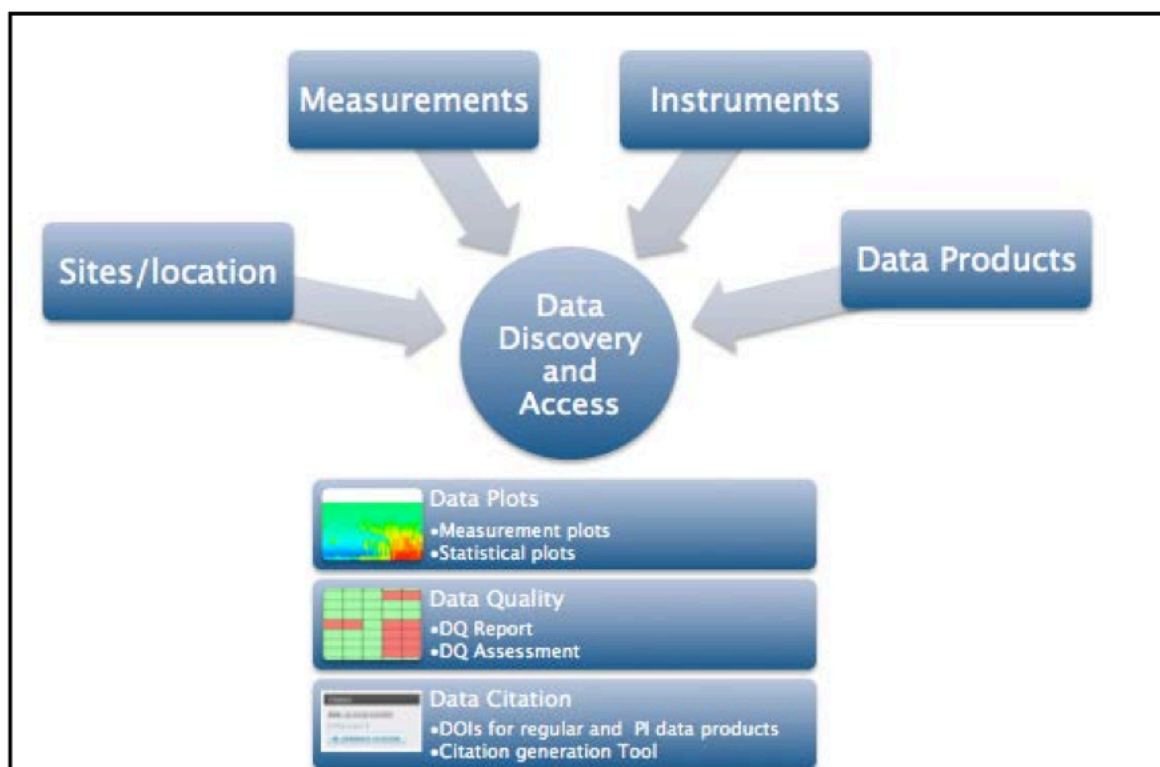 Measurements
Instruments
Sites/location
Data Products
Data
Discovery
and
Access
Data Plots
•Measurement plots
•Statistical plots
Data Quality
•DQ Report
•DQ Assessment
Data Citation
•DOIs for regular and PI data products
•Citation generation Tool